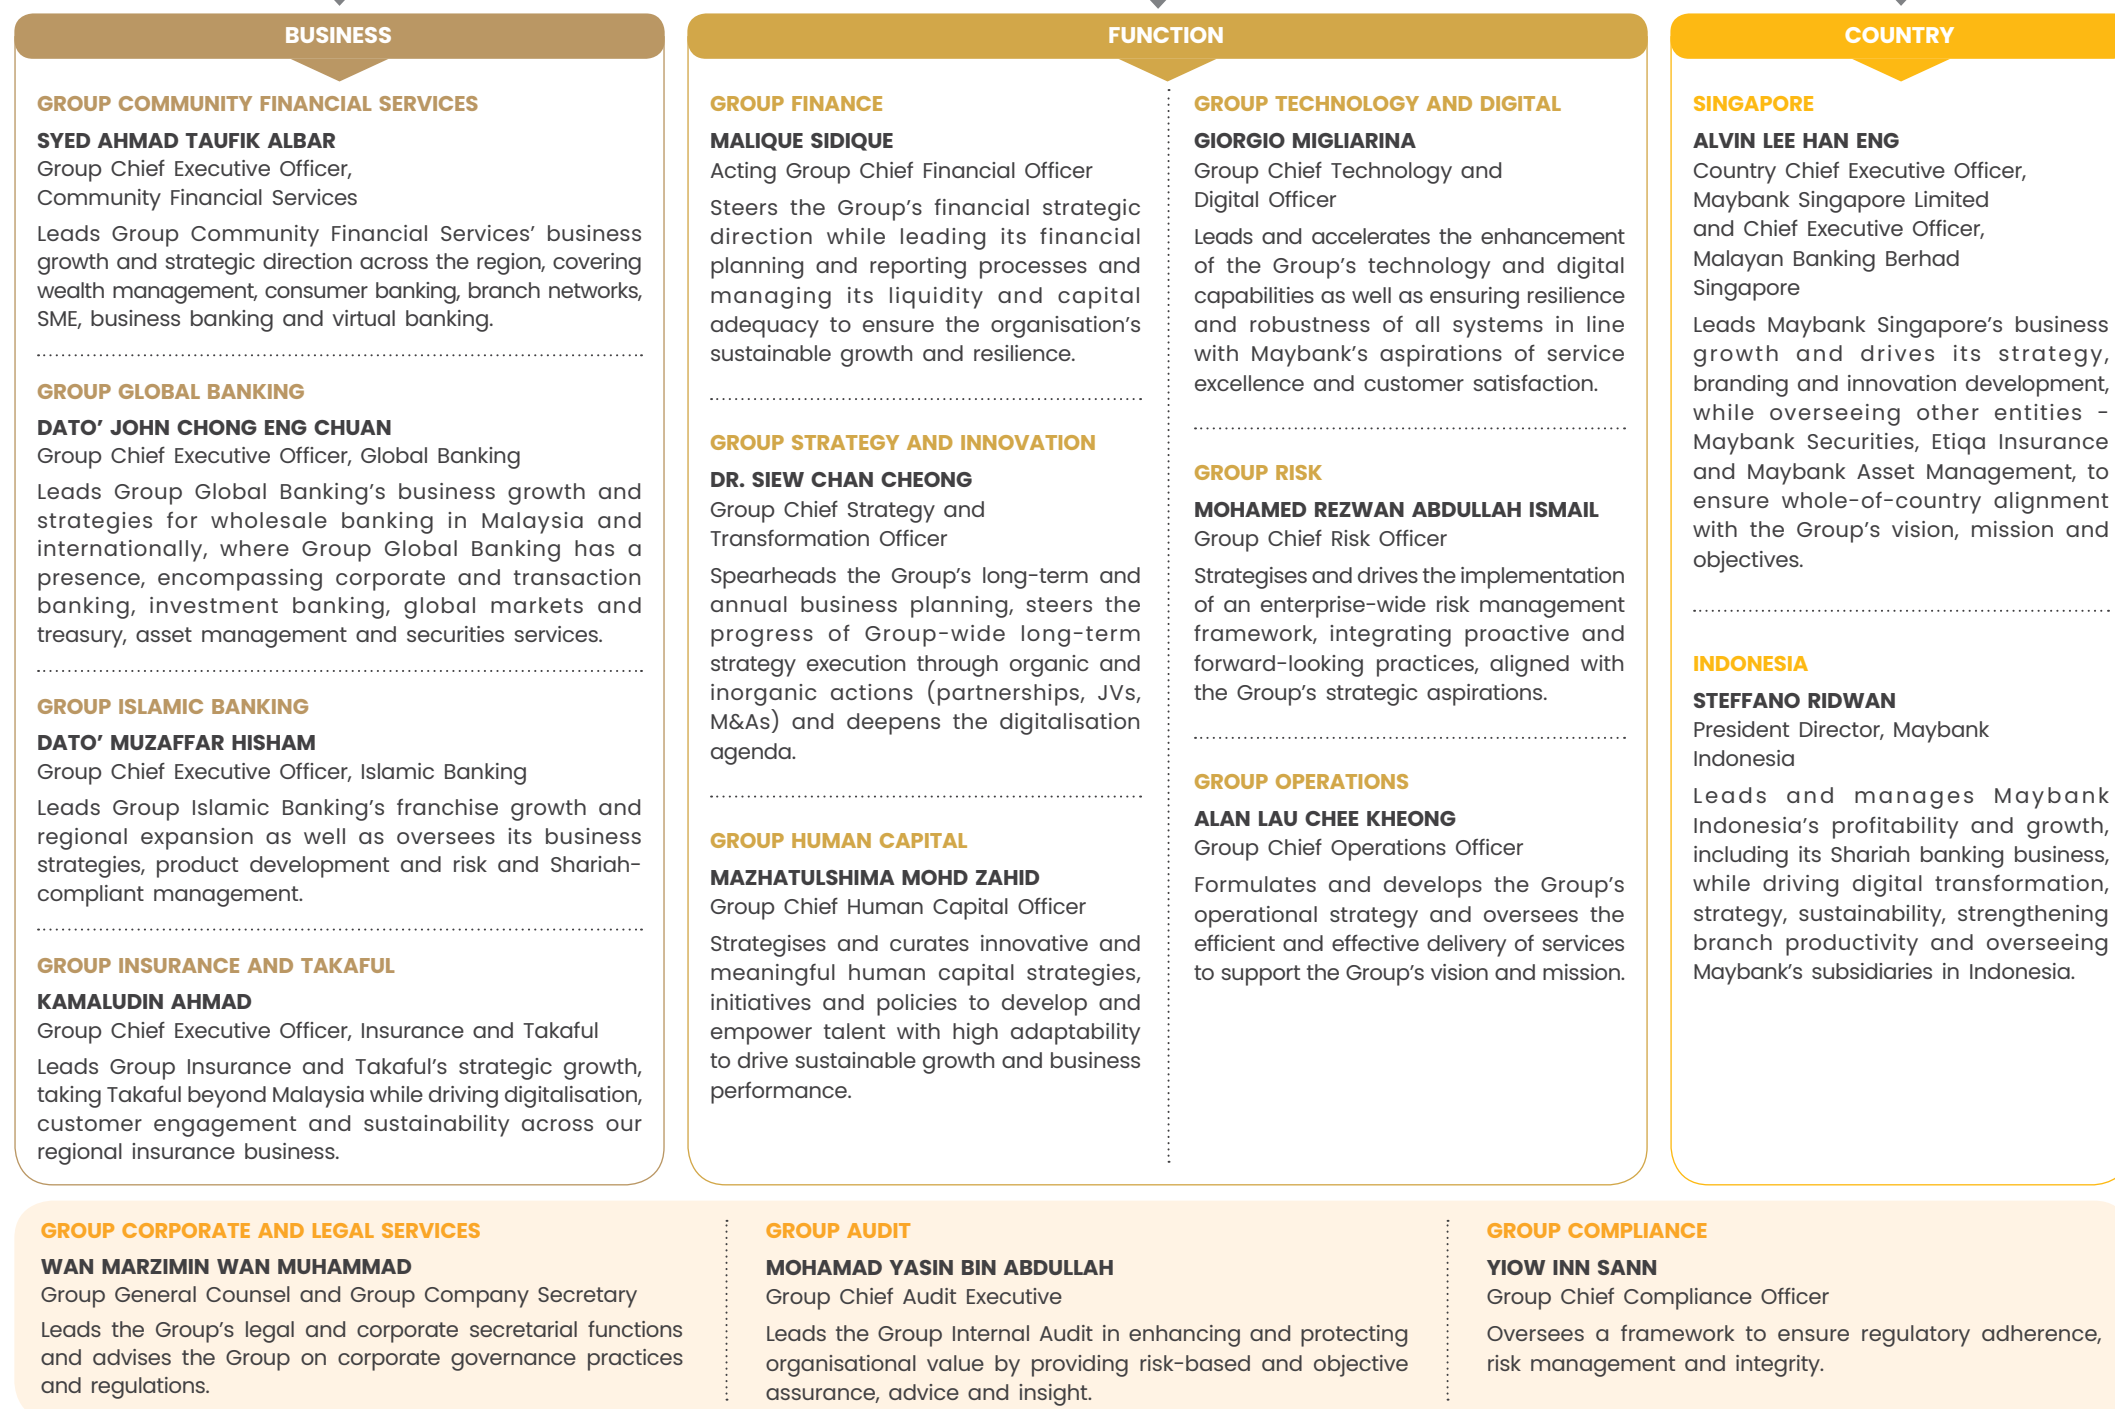 BUSINESS
GROUP COMMUNITY FINANCIAL SERVICES
SYED AHMAD TAUFIK ALBAR
Group Chief Executive Officer,
Community Financial Services
Leads Group Community Financial Services’ business
growth and strategic direction across the region, covering
wealth management, consumer banking, branch networks,
SME, business banking and virtual banking.
GROUP GLOBAL BANKING
DATO’ JOHN CHONG ENG CHUAN
Group Chief Executive Officer, Global Banking
Leads Group Global Banking’s business growth and
strategies for wholesale banking in Malaysia and
internationally, where Group Global Banking has a
presence, encompassing corporate and transaction
banking, investment banking, global markets and
treasury, asset management and securities services.
GROUP ISLAMIC BANKING
DATO’ MUZAFFAR HISHAM
Group Chief Executive Officer, Islamic Banking
Leads Group Islamic Banking’s franchise growth and
regional expansion as well as oversees its business
strategies, product development and risk and Shariah-
compliant management.
GROUP INSURANCE AND TAKAFUL
KAMALUDIN AHMAD
Group Chief Executive Officer, Insurance and Takaful
Leads Group Insurance and Takaful’s strategic growth,
taking Takaful beyond Malaysia while driving digitalisation,
customer engagement and sustainability across our
regional insurance business.
FUNCTION
GROUP FINANCE
MALIQUE SIDIQUE
Acting Group Chief Financial Officer
Steers the Group’s financial strategic
direction while leading its financial
planning and reporting processes and
managing its liquidity and capital
adequacy to ensure the organisation’s
sustainable growth and resilience.
GROUP STRATEGY AND INNOVATION
DR. SIEW CHAN CHEONG
Group Chief Strategy and
Transformation Officer
Spearheads the Group’s long-term and
annual business planning, steers the
progress of Group-wide long-term
strategy execution through organic and
inorganic actions (partnerships, JVs,
M&As) and deepens the digitalisation
agenda.
GROUP HUMAN CAPITAL
MAZHATULSHIMA MOHD ZAHID
Group Chief Human Capital Officer
Strategises and curates innovative and
meaningful human capital strategies,
initiatives and policies to develop and
empower talent with high adaptability
to drive sustainable growth and business
performance.
GROUP TECHNOLOGY AND DIGITAL
GIORGIO MIGLIARINA
Group Chief Technology and
Digital Officer
Leads and accelerates the enhancement
of the Group’s technology and digital
capabilities as well as ensuring resilience
and robustness of all systems in line
with Maybank’s aspirations of service
excellence and customer satisfaction.
GROUP RISK
MOHAMED REZWAN ABDULLAH ISMAIL
Group Chief Risk Officer
Strategises and drives the implementation
of an enterprise-wide risk management
framework, integrating proactive and
forward-looking practices, aligned with
the Group’s strategic aspirations.
GROUP OPERATIONS
ALAN LAU CHEE KHEONG
Group Chief Operations Officer
Formulates and develops the Group’s
operational strategy and oversees the
efficient and effective delivery of services
to support the Group’s vision and mission.
COUNTRY
SINGAPORE
ALVIN LEE HAN ENG
Country Chief Executive Officer,
Maybank Singapore Limited
and Chief Executive Officer,
Malayan Banking Berhad
Singapore
Leads Maybank Singapore’s business
growth and drives its strategy,
branding and innovation development,
while overseeing other entities -
Maybank Securities, Etiqa Insurance
and Maybank Asset Management, to
ensure whole-of-country alignment
with the Group’s vision, mission and
objectives.
INDONESIA
STEFFANO RIDWAN
President Director, Maybank
Indonesia
Leads and manages Maybank
Indonesia’s profitability and growth,
including its Shariah banking business,
while driving digital transformation,
strategy, sustainability, strengthening
branch productivity and overseeing
Maybank’s subsidiaries in Indonesia.
GROUP CORPORATE AND LEGAL SERVICES
WAN MARZIMIN WAN MUHAMMAD
Group General Counsel and Group Company Secretary
Leads the Group’s legal and corporate secretarial functions
and advises the Group on corporate governance practices
and regulations.
GROUP AUDIT
MOHAMAD YASIN BIN ABDULLAH
Group Chief Audit Executive
Leads the Group Internal Audit in enhancing and protecting
organisational value by providing risk-based and objective
assurance, advice and insight.
GROUP COMPLIANCE
YIOW INN SANN
Group Chief Compliance Officer
Oversees a framework to ensure regulatory adherence,
risk management and integrity.